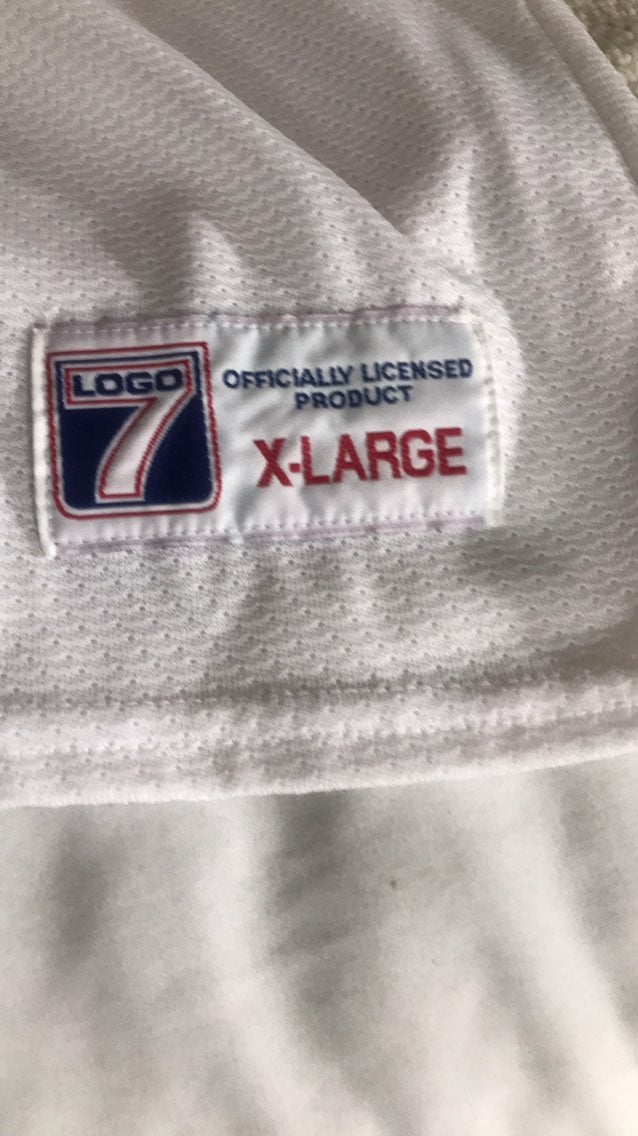 LOGO
7
OFFICIALLY LICENSED
PRODUCT
X-LARGE